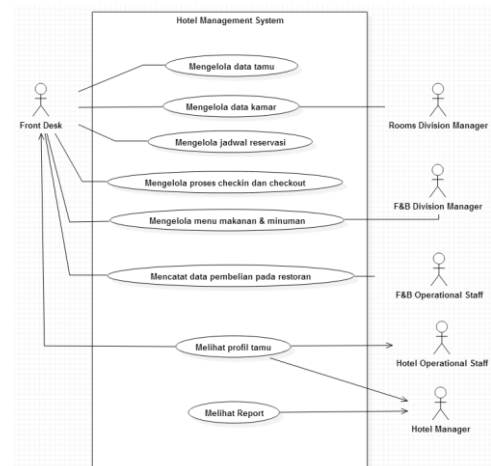 Hotel Management System
Mengelola data tamu
Mengelola data kamar
Front Desk
Rooms Division Manager
Mengelola jadwal reservasi
Mengelola proses checkin dan checkout
F&B Division Manager
Mengelola menu makanan & minuman
Mencatat data pembelian pada restoran
F&B Operational Staff
Melihat profil tamu
Hotel Operational Staff
Melihat Report
Hotel Manager